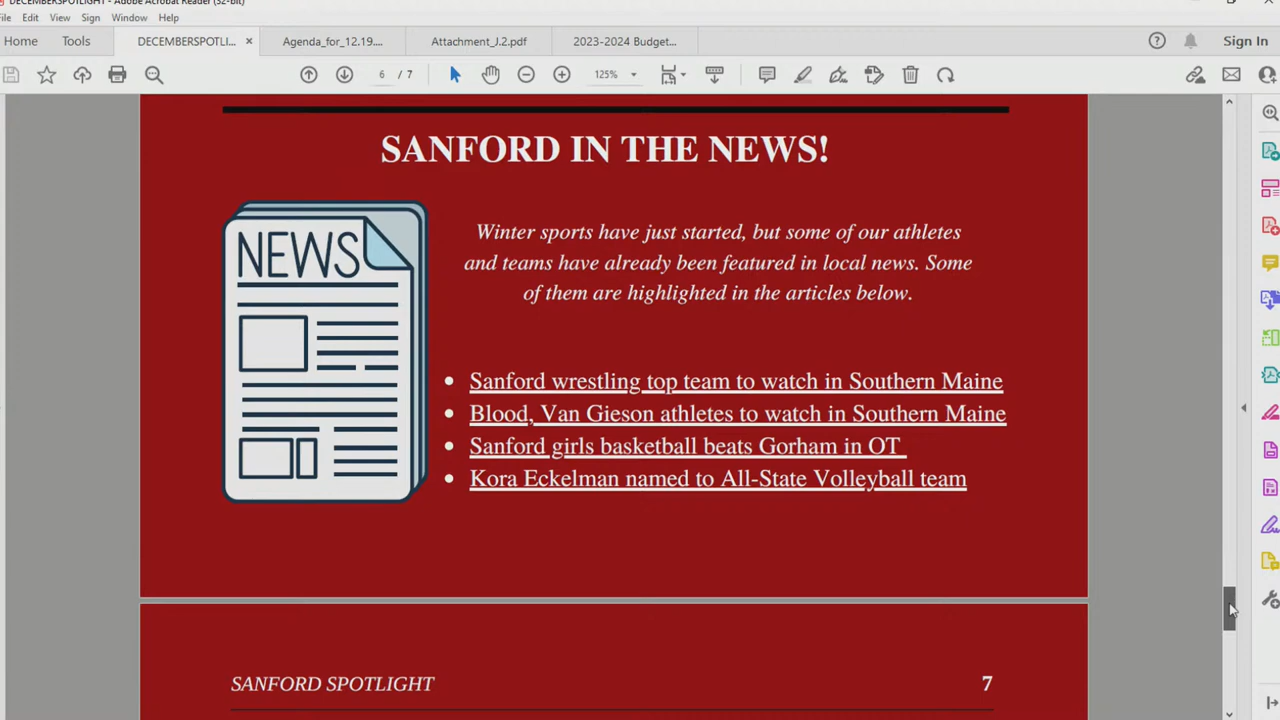 DECEMBERSPOTLIGHT - Adobe Acrobat Reader (32-bit)
File Edit View Sign Window Help
Home Tools DECEMBERSPOTLI... × Agenda_for_12.19.... Attachment_J.2.pdf 2023-2024 Budget... Sign In
6 / 7 125%
SANFORD IN THE NEWS!
NEWS
Winter sports have just started, but some of our athletes
and teams have already been featured in local news. Some
of them are highlighted in the articles below.
• Sanford wrestling top team to watch in Southern Maine
• Blood, Van Gieson athletes to watch in Southern Maine
• Sanford girls basketball beats Gorham in OT
• Kora Eckelman named to All-State Volleyball team
SANFORD SPOTLIGHT 7